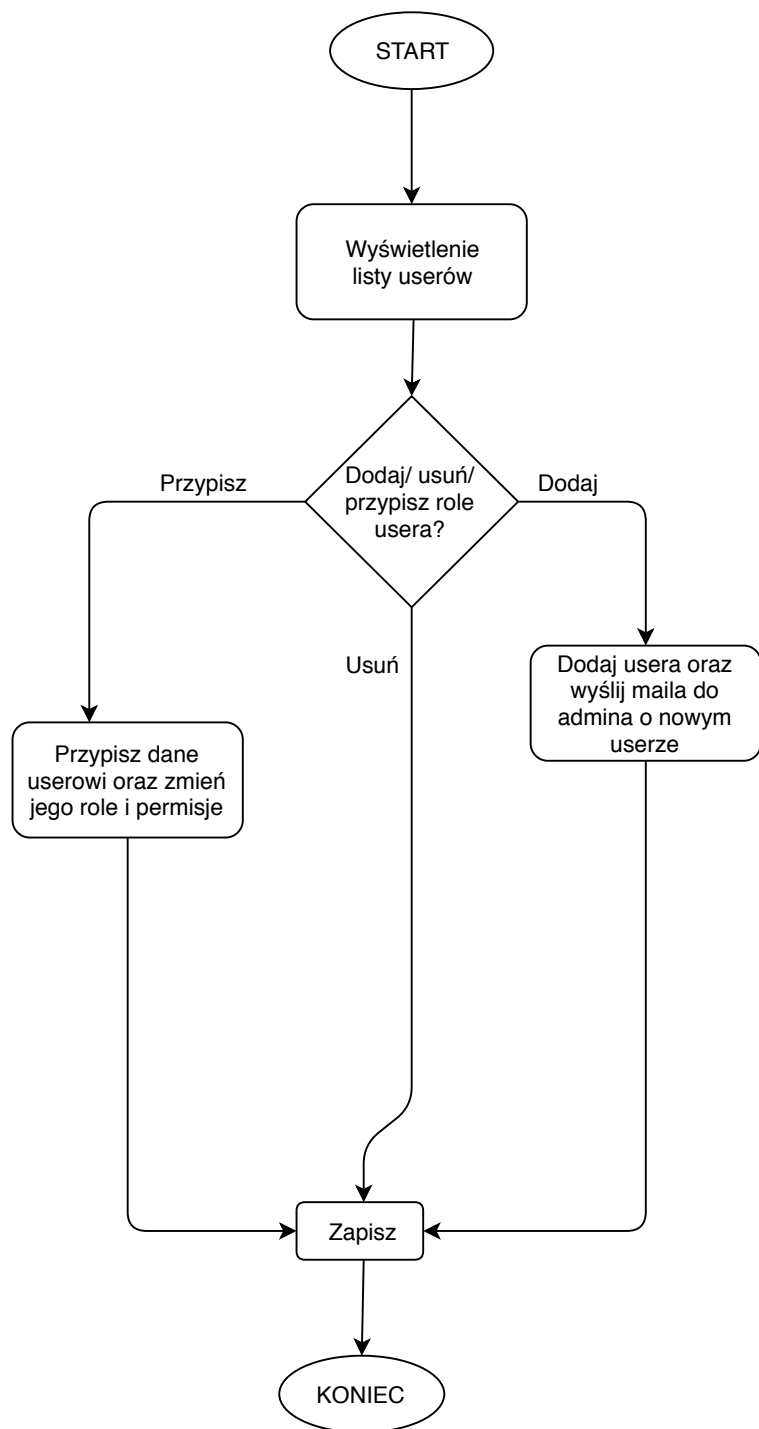 START
Wyświetlenie
listy userów
Przypisz
Dodaj/ usuń/
przypisz role
usera?
Dodaj
Usuń
Dodaj usera oraz
wyślij maila do
admina o nowym
userze
Przypisz dane
userowi oraz zmień
jego role i permisje
Zapisz
KONIEC